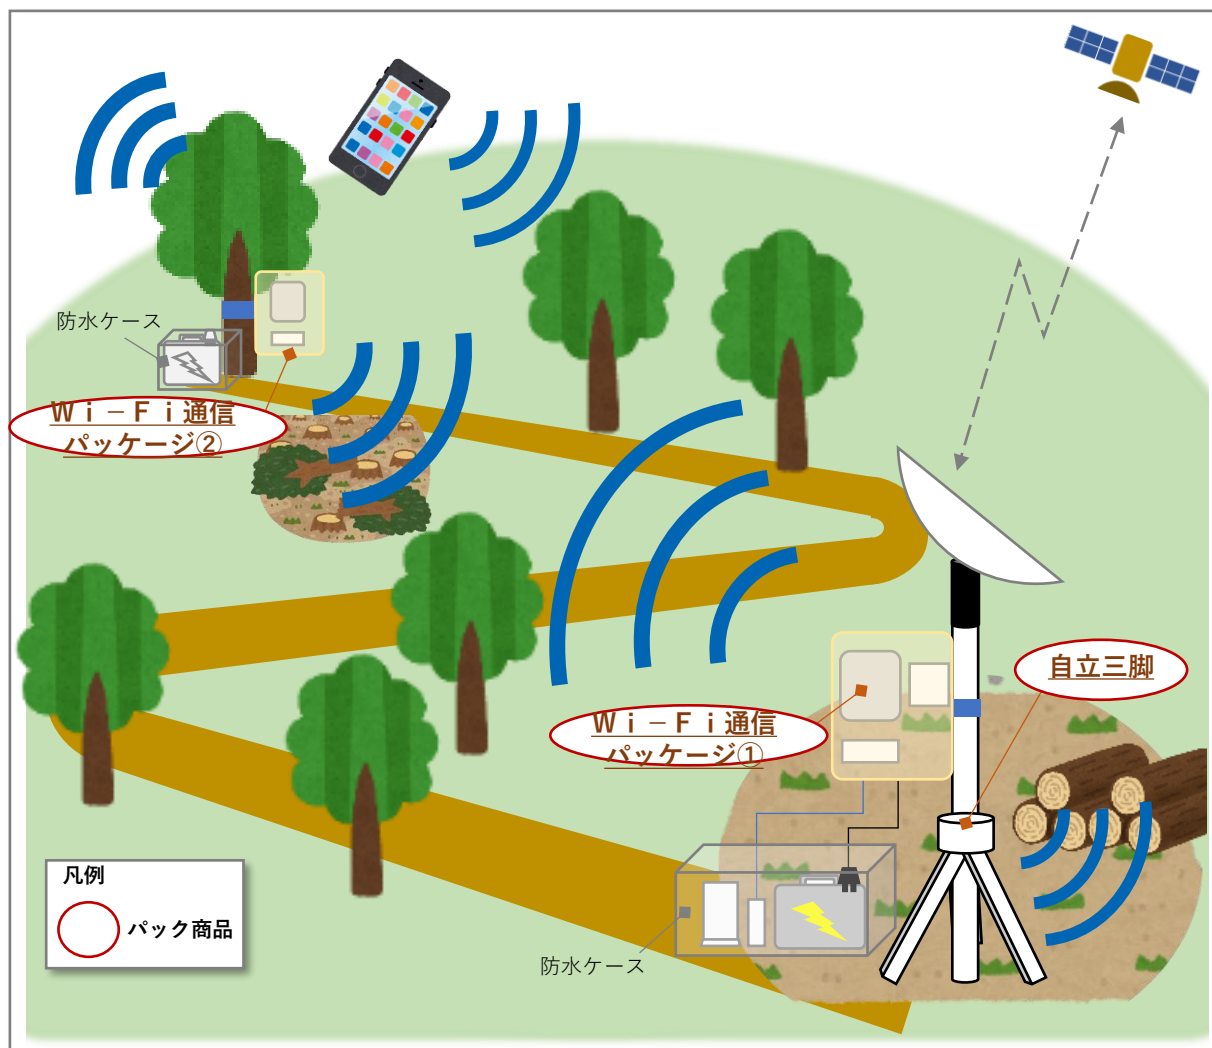 防水ケース
Ｗｉ－Ｆｉ通信
パッケージ②
自立三脚
Ｗｉ－Ｆｉ通信
パッケージ①
凡例
パック商品
防水ケース